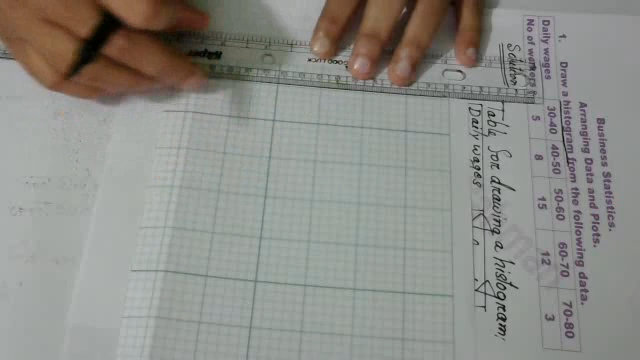 Business Statistics.
Arranging Data and Plots.
1. Draw a histogram from the following data.
Daily wages 30-40 40-50 50-60 60-70 70-80
No of workers 5 8 15 12 3
Solution
Table for drawing a histogram:
Daily wages
GOOD LUCK